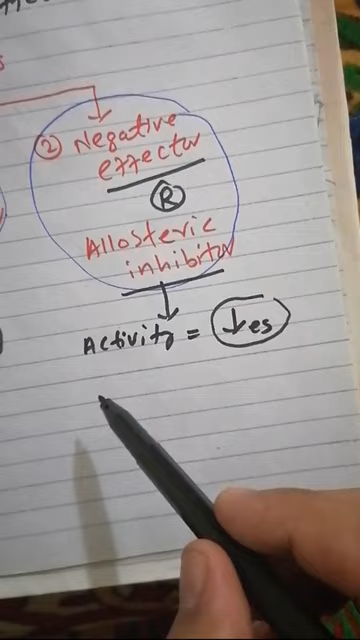 ② Negative
effector
Ⓡ
Allosteric
inhibitor
Activity = ↓es